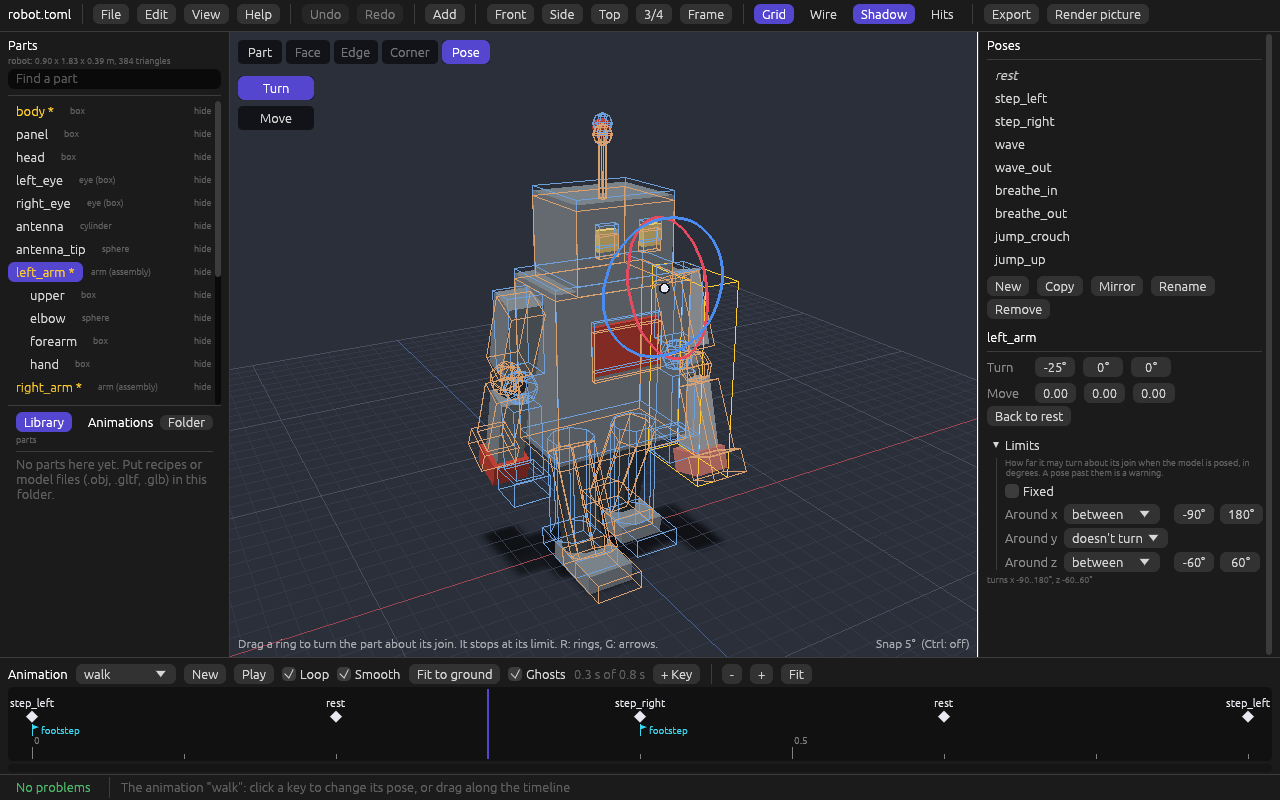 robot.toml File Edit View Help Undo Redo Add Front Side Top 3/4 Frame Grid Wire Shadow Hits Export Render picture
Parts
robot: 0.90 x 1.83 x 0.39 m, 384 triangles
Find a part
body * box hide
panel box hide
head box hide
left_eye eye (box) hide
right_eye eye (box) hide
antenna cylinder hide
antenna_tip sphere hide
left_arm * arm (assembly) hide
upper box hide
elbow sphere hide
forearm box hide
hand box hide
right_arm * arm (assembly) hide
Library Animations Folder
parts
No parts here yet. Put recipes or
model files (.obj, .gltf, .glb) in this
folder.
Part Face Edge Corner Pose
Turn
Move
Drag a ring to turn the part about its join. It stops at its limit. R: rings, G: arrows.
Snap 5° (Ctrl: off)
Poses
rest
step_left
step_right
wave
wave_out
breathe_in
breathe_out
jump_crouch
jump_up
New Copy Mirror Rename
Remove
left_arm
Turn -25° 0° 0°
Move 0.00 0.00 0.00
Back to rest
Limits
How far it may turn about its join when the model is posed, in
degrees. A pose past them is a warning.
Fixed
Around x between -90° 180°
Around y doesn't turn
Around z between -60° 60°
turns x -90..180°, z -60..60°
Animation walk New Play Loop Smooth Fit to ground Ghosts 0.3 s of 0.8 s + Key - + Fit
step_left rest step_right rest step_left
footstep footstep
0 0.5
No problems The animation "walk": click a key to change its pose, or drag along the timeline